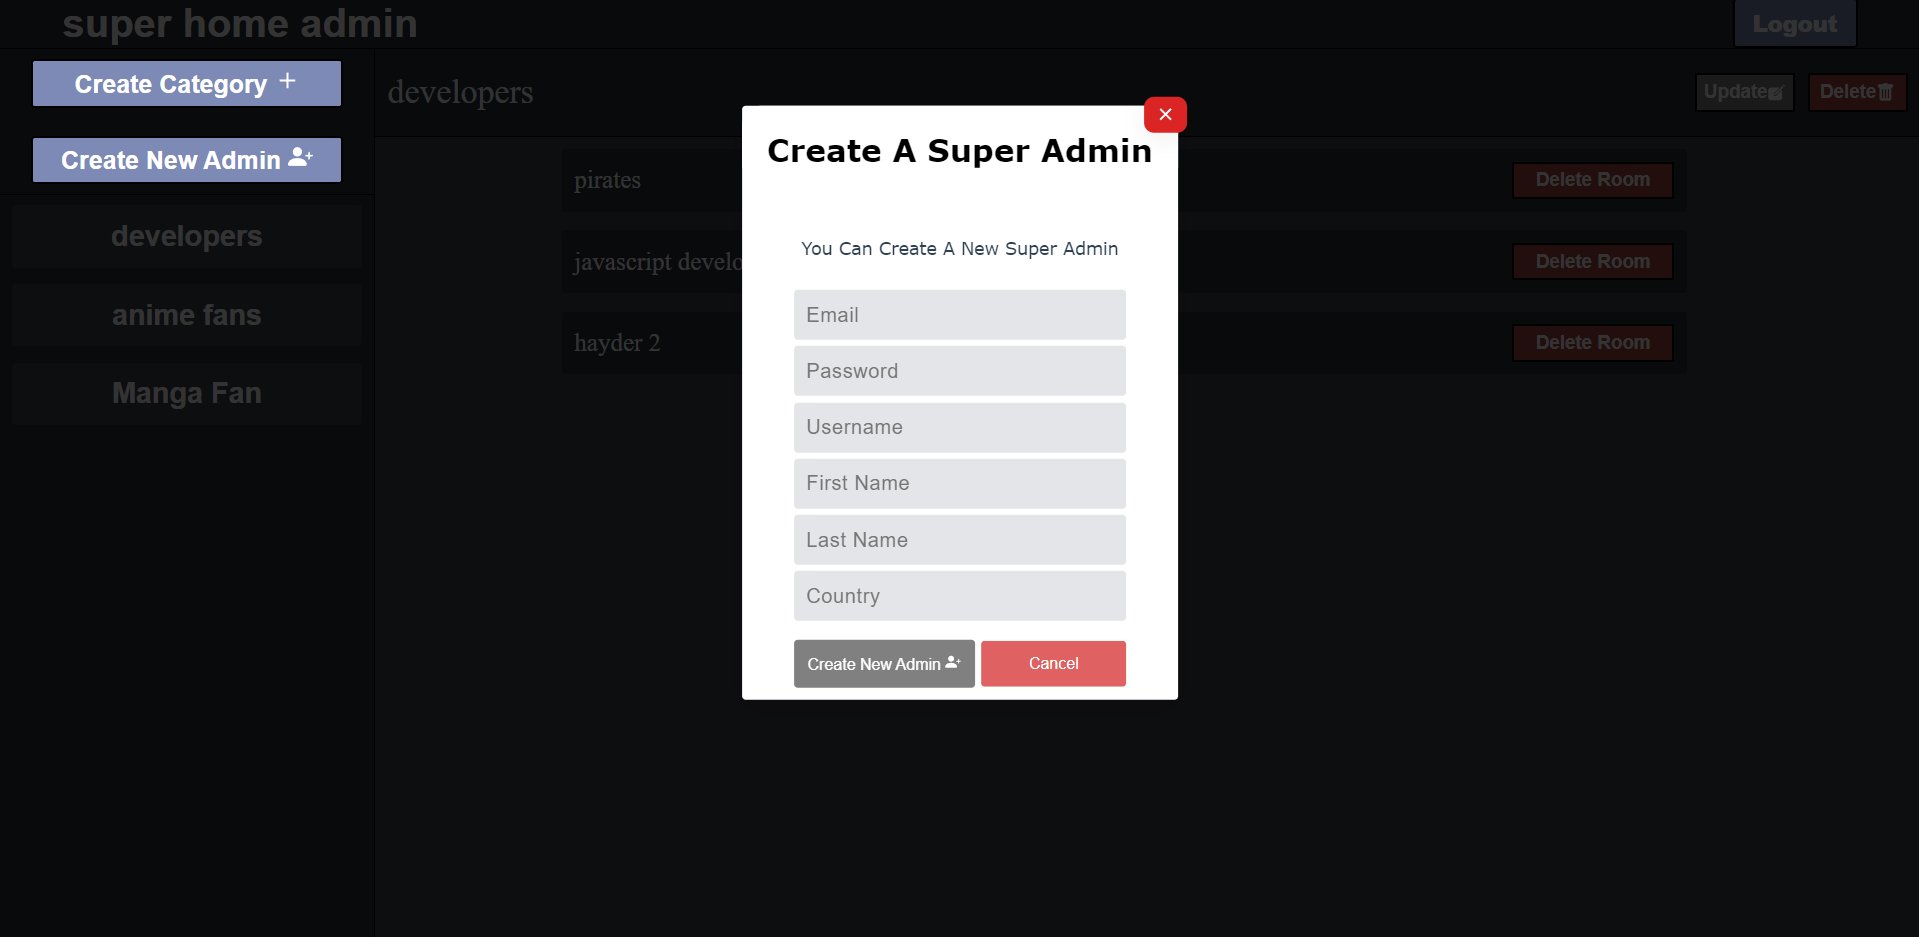 super home admin
Logout
Create Category +
Create New Admin
developers
anime fans
Manga Fan
developers
Update
Delete
pirates
Delete Room
javascript develo
Delete Room
hayder 2
Delete Room
Create A Super Admin
You Can Create A New Super Admin
Email
Password
Username
First Name
Last Name
Country
Create New Admin
Cancel